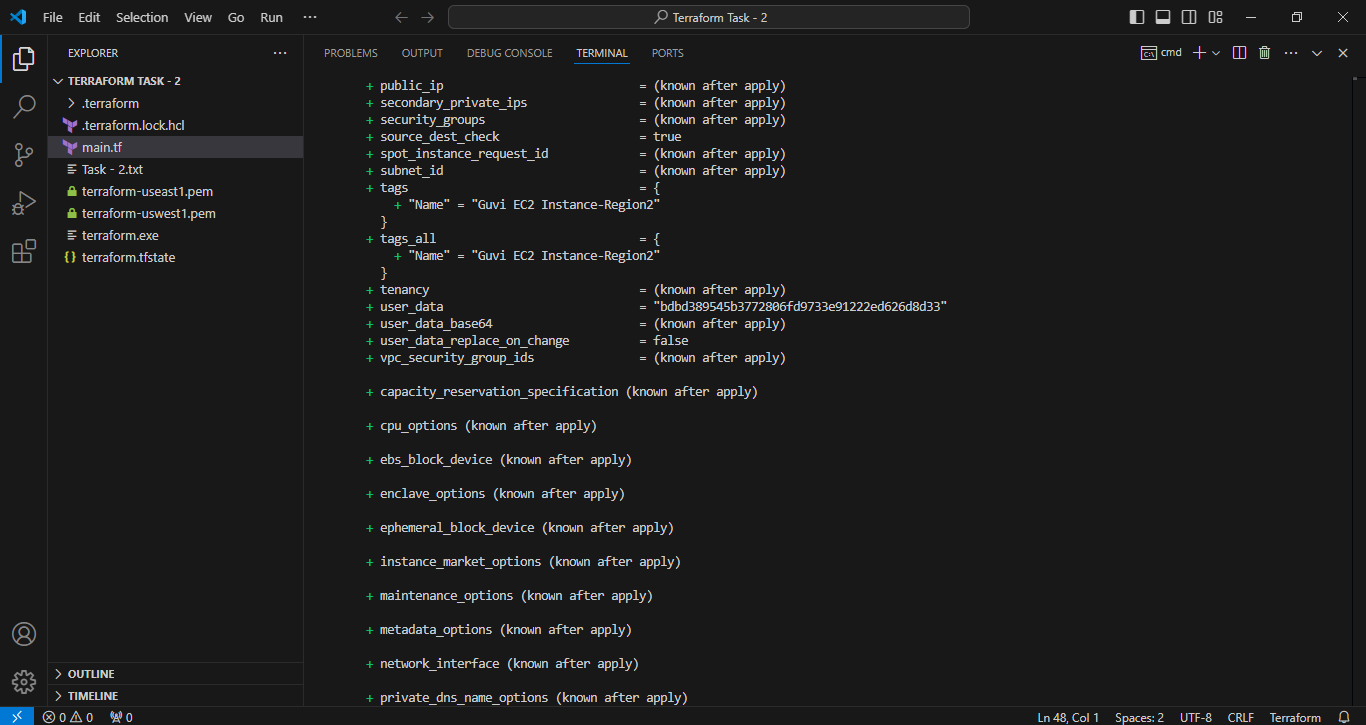 File Edit Selection View Go Run ···
Terraform Task - 2
EXPLORER ···
TERRAFORM TASK - 2
.terraform
.terraform.lock.hcl
main.tf
Task - 2.txt
terraform-useast1.pem
terraform-uswest1.pem
terraform.exe
{} terraform.tfstate
OUTLINE
TIMELINE
PROBLEMS OUTPUT DEBUG CONSOLE TERMINAL PORTS
cmd
+ public_ip = (known after apply)
+ secondary_private_ips = (known after apply)
+ security_groups = (known after apply)
+ source_dest_check = true
+ spot_instance_request_id = (known after apply)
+ subnet_id = (known after apply)
+ tags = {
+ "Name" = "Guvi EC2 Instance-Region2"
}
+ tags_all = {
+ "Name" = "Guvi EC2 Instance-Region2"
}
+ tenancy = (known after apply)
+ user_data = "bdbd389545b3772806fd9733e91222ed626d8d33"
+ user_data_base64 = (known after apply)
+ user_data_replace_on_change = false
+ vpc_security_group_ids = (known after apply)
+ capacity_reservation_specification (known after apply)
+ cpu_options (known after apply)
+ ebs_block_device (known after apply)
+ enclave_options (known after apply)
+ ephemeral_block_device (known after apply)
+ instance_market_options (known after apply)
+ maintenance_options (known after apply)
+ metadata_options (known after apply)
+ network_interface (known after apply)
+ private_dns_name_options (known after apply)
0 0 0
Ln 48, Col 1 Spaces: 2 UTF-8 CRLF Terraform